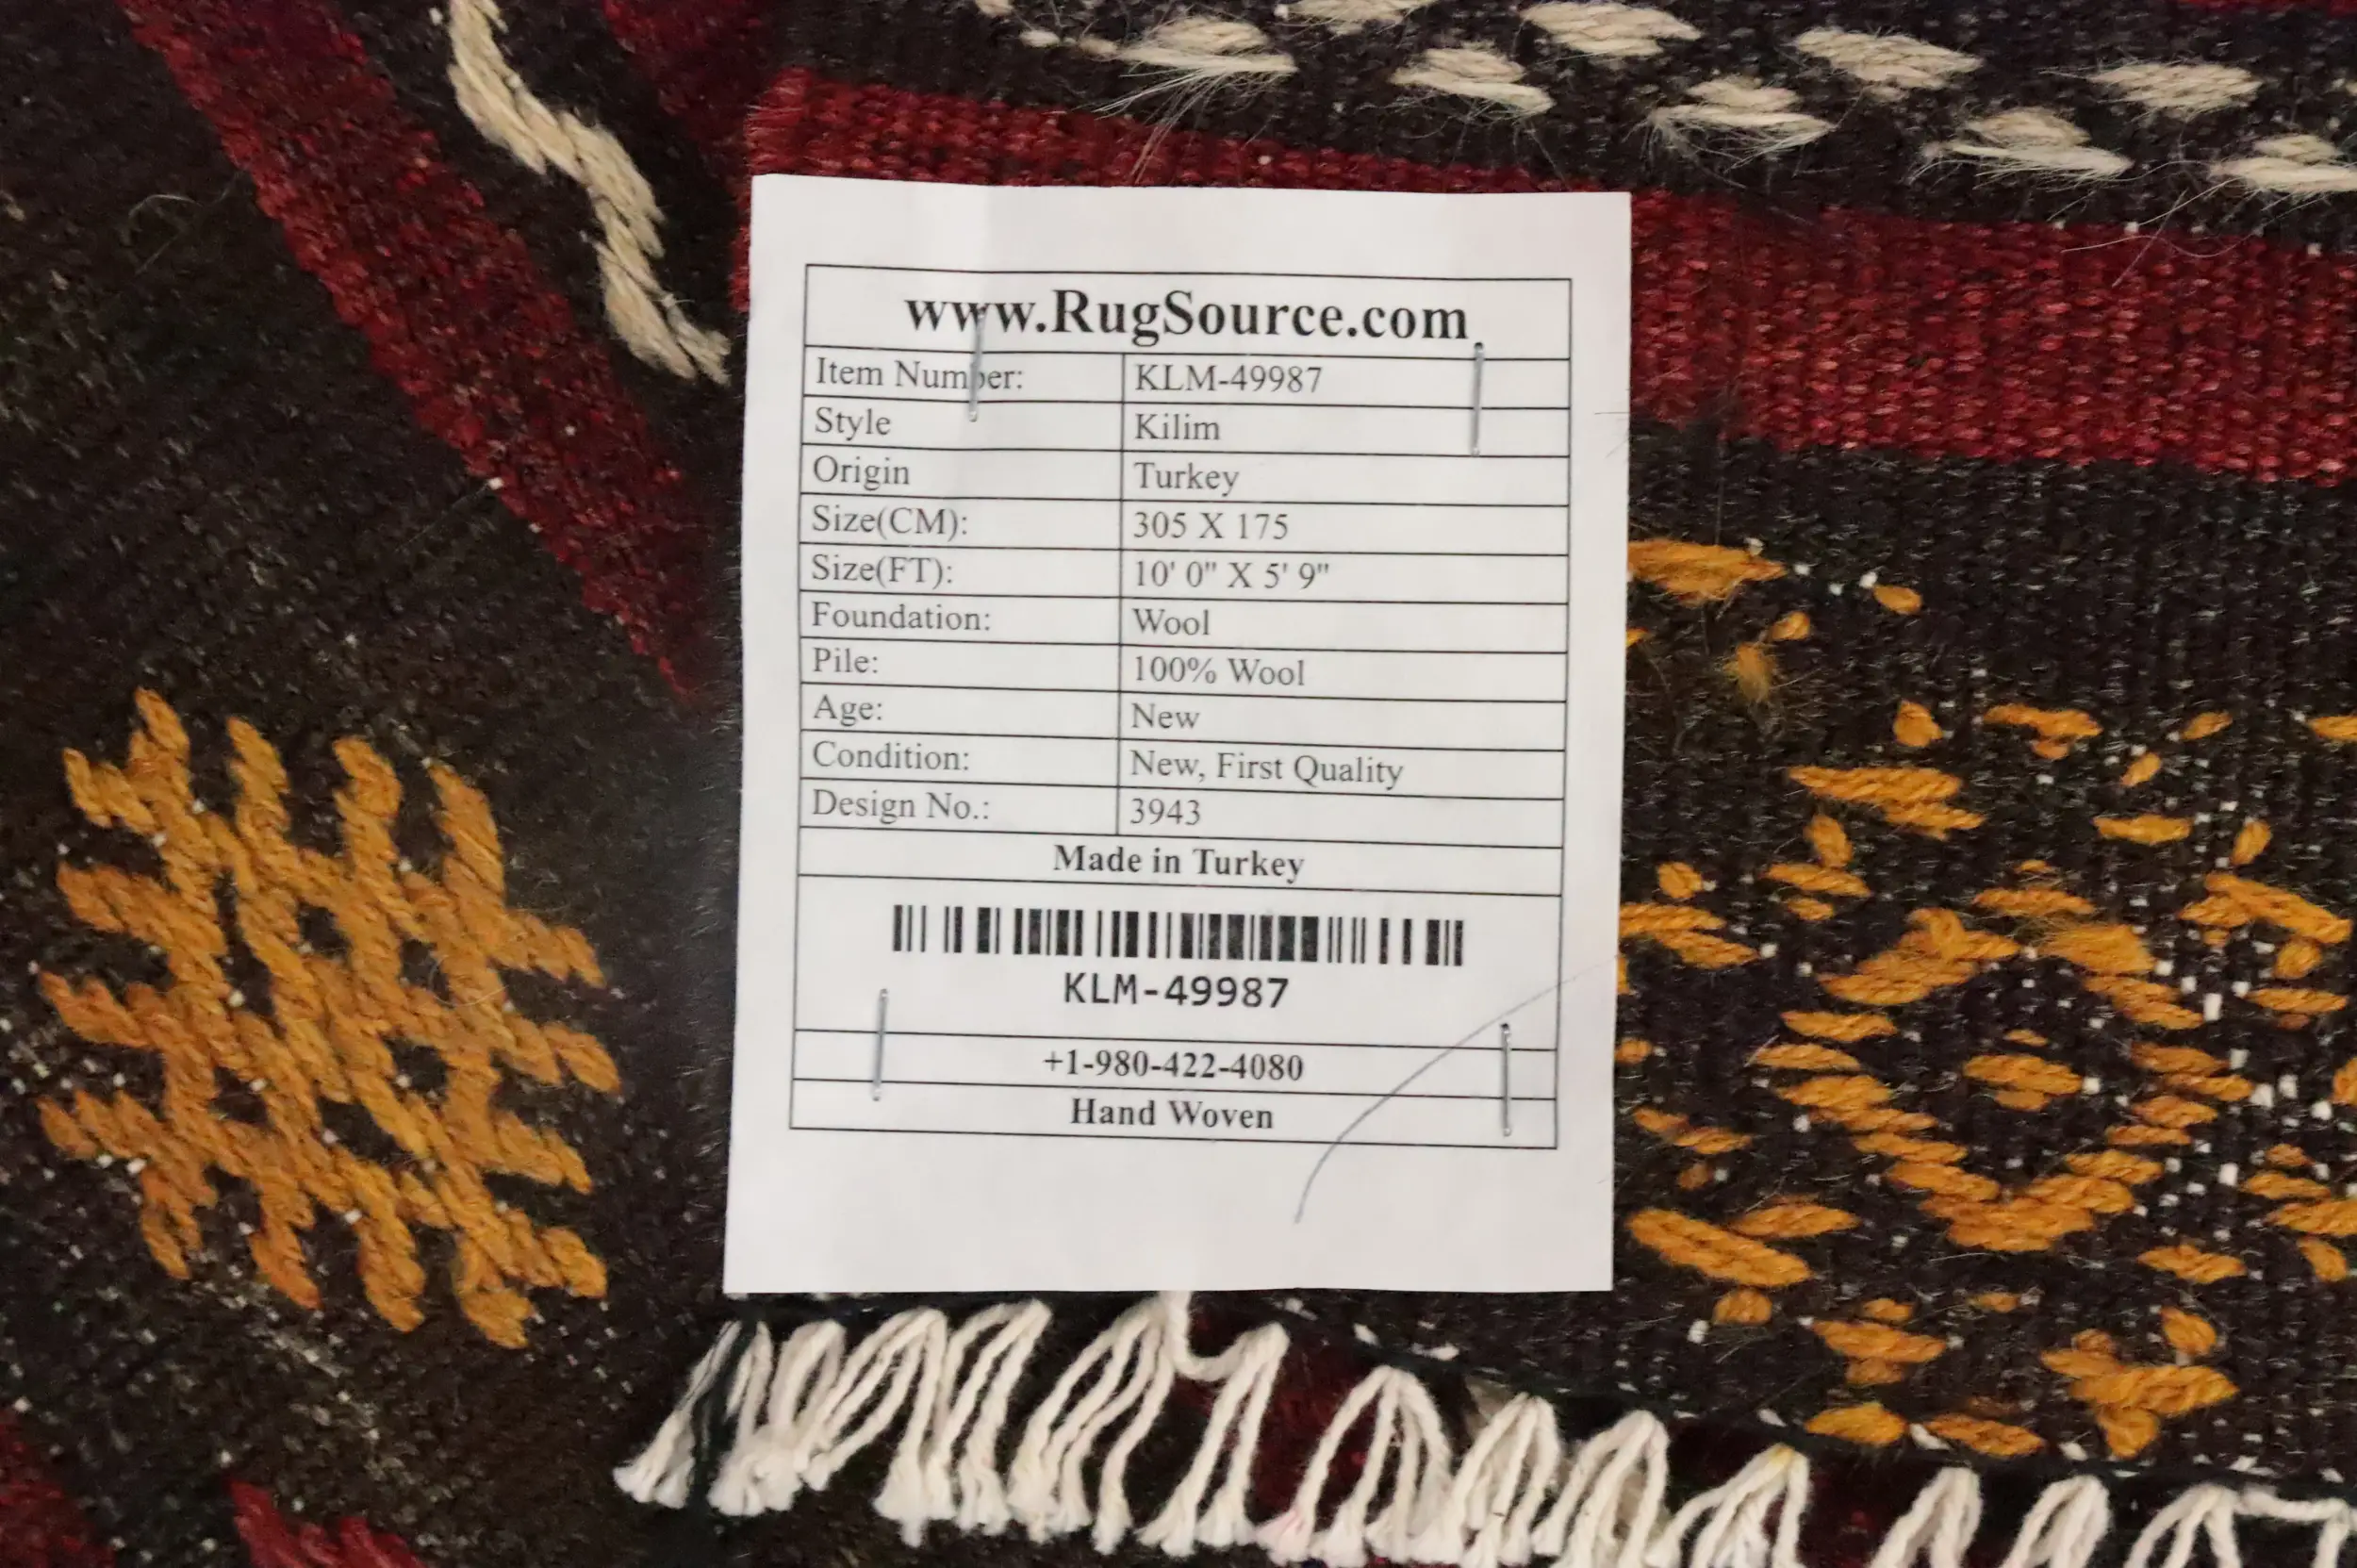 www.RugSource.com
Item Number: KLM-49987
Style Kilim
Origin Turkey
Size(CM): 305 X 175
Size(FT): 10' 0" X 5' 9"
Foundation: Wool
Pile: 100% Wool
Age: New
Condition: New, First Quality
Design No.: 3943
Made in Turkey
KLM-49987
+1-980-422-4080
Hand Woven